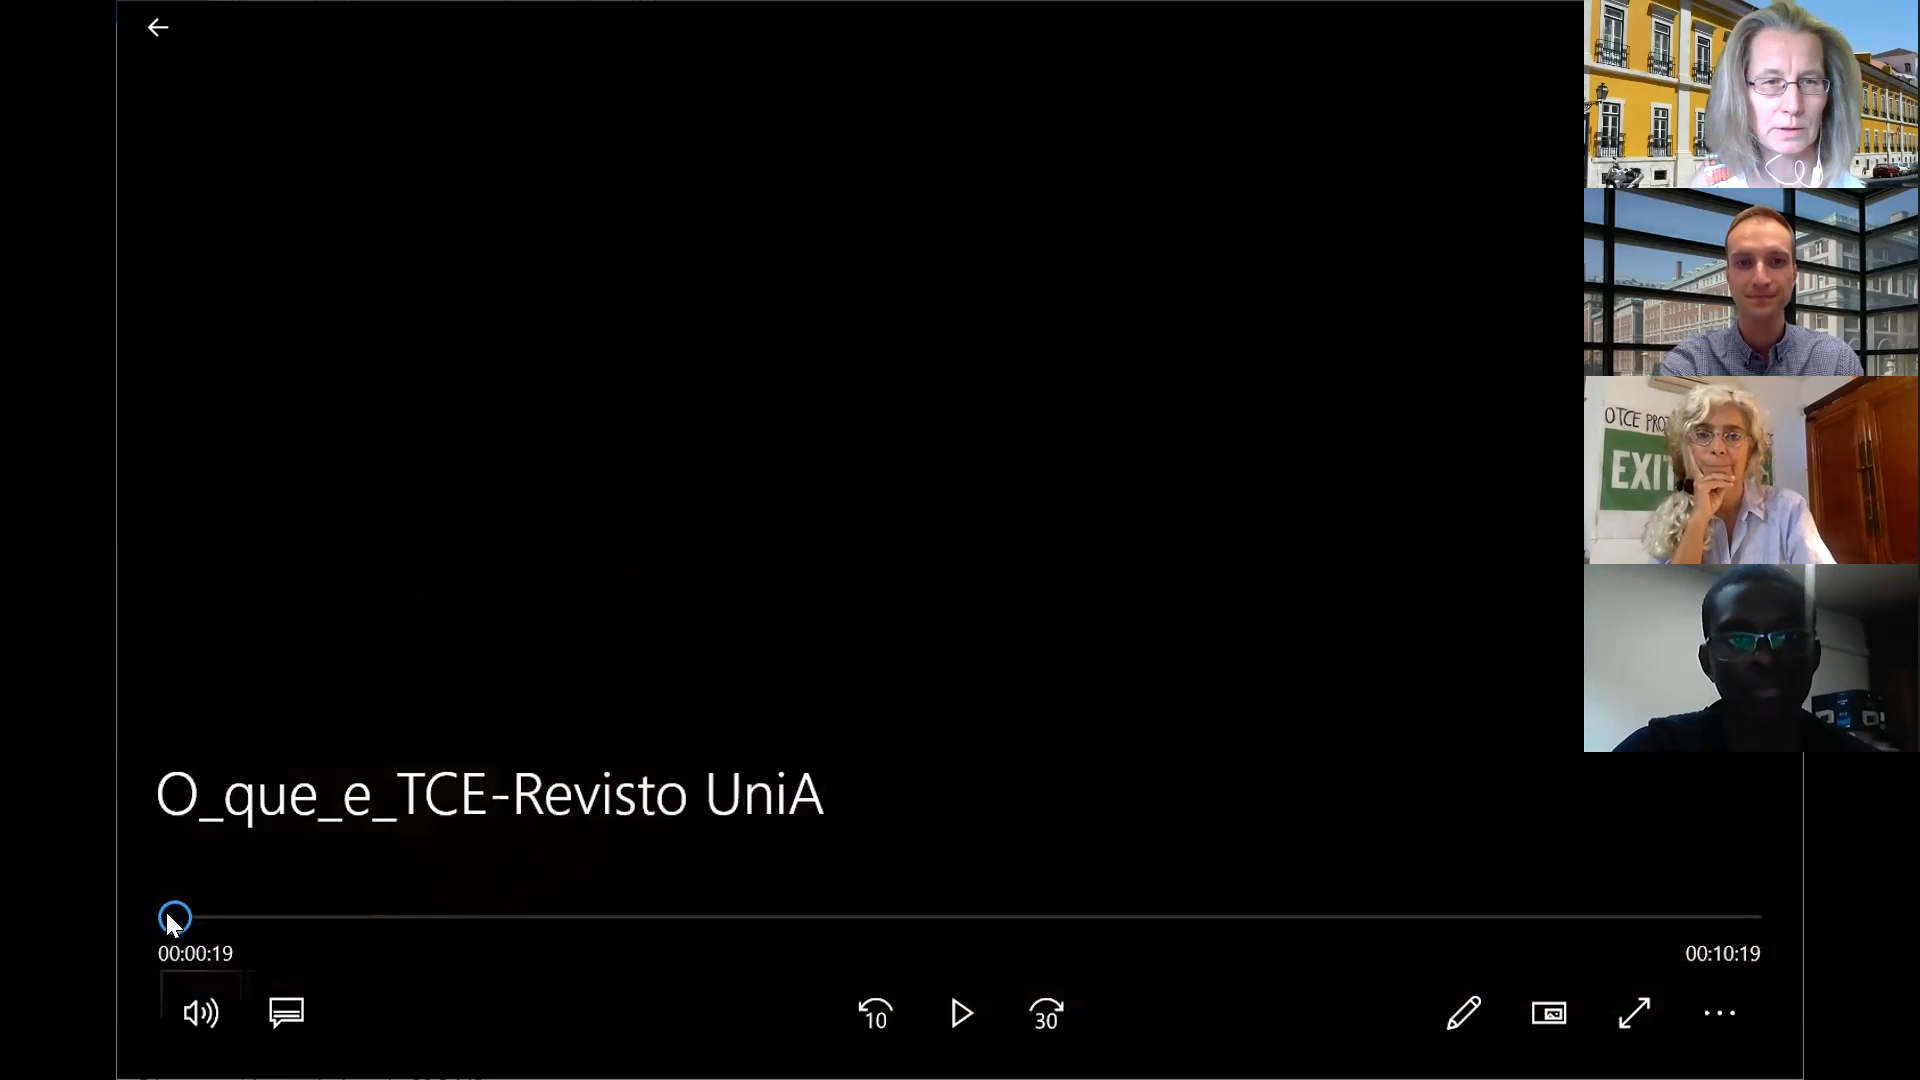 OTCE PRO
EXIT
O_que_e_TCE-Revisto UniA
00:00:19
00:10:19
10
30